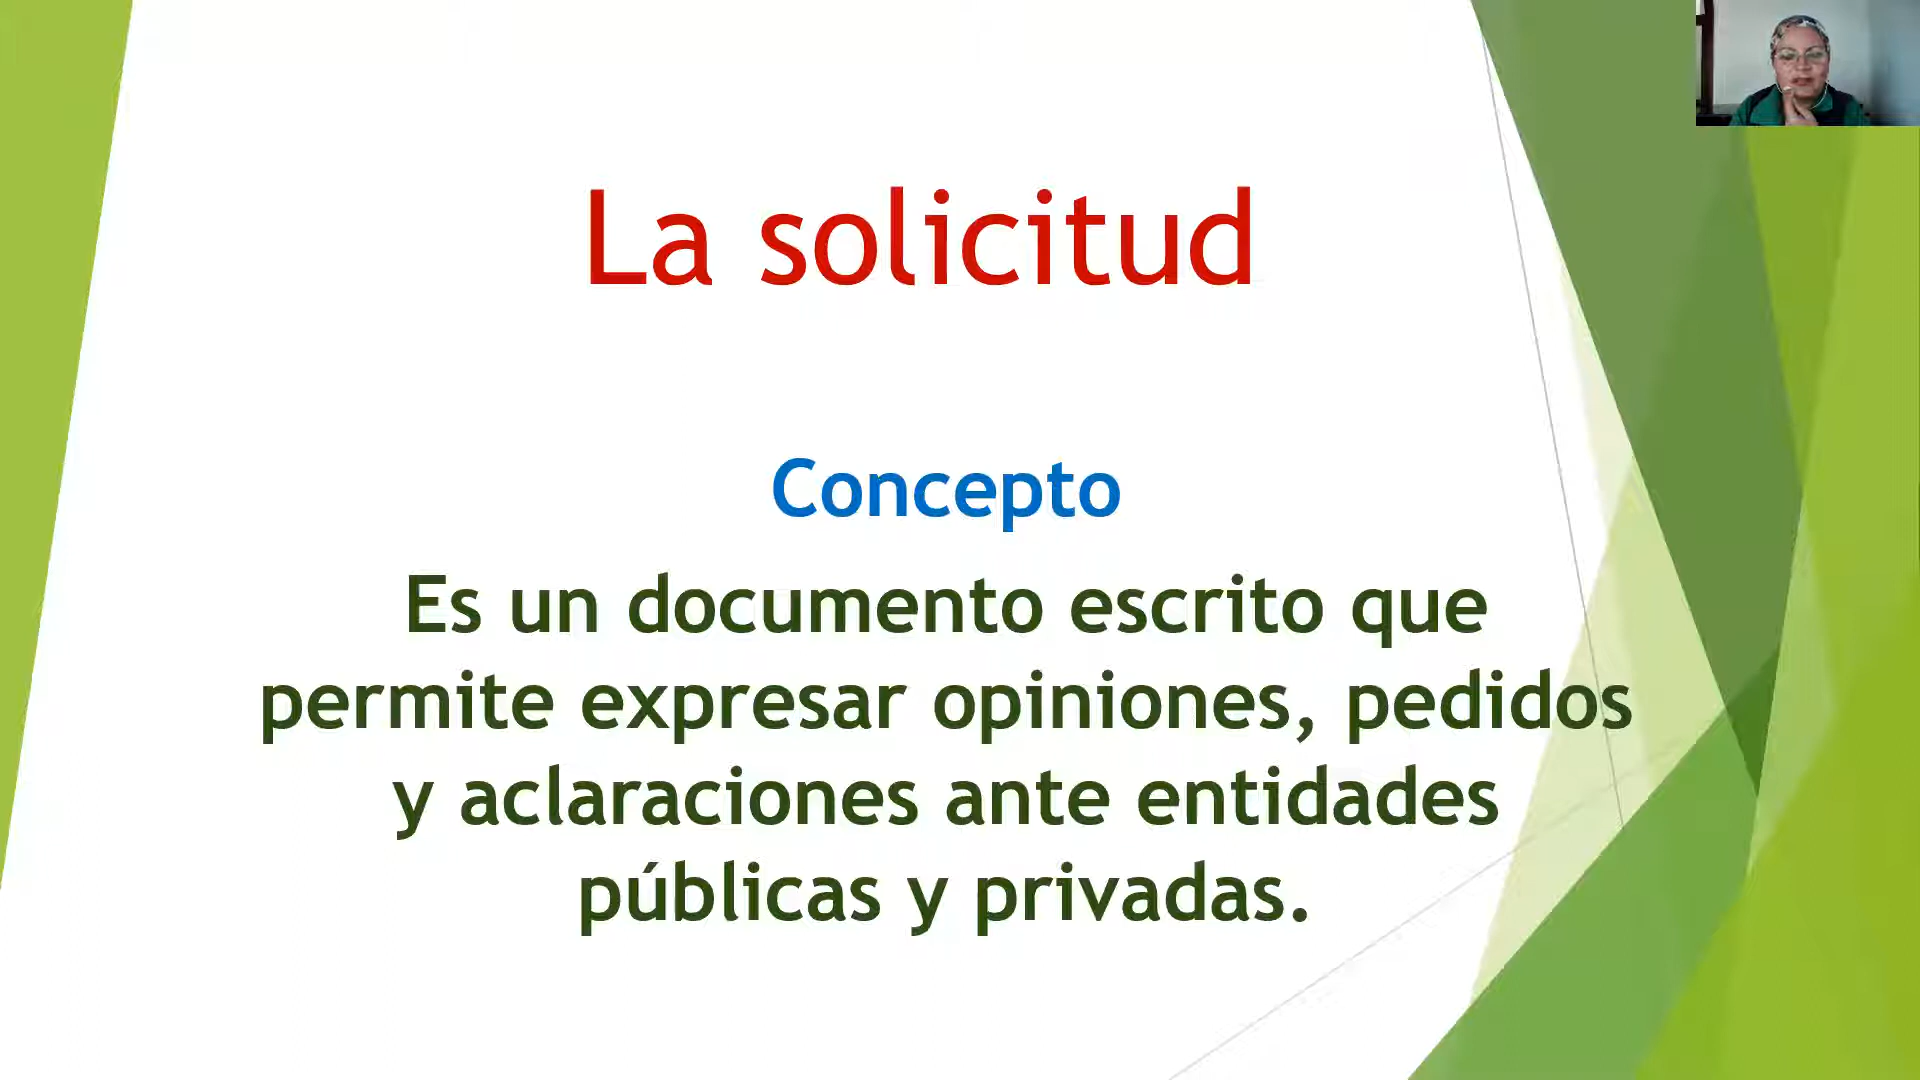 La solicitud
Concepto
Es un documento escrito que
permite expresar opiniones, pedidos
y aclaraciones ante entidades
públicas y privadas.